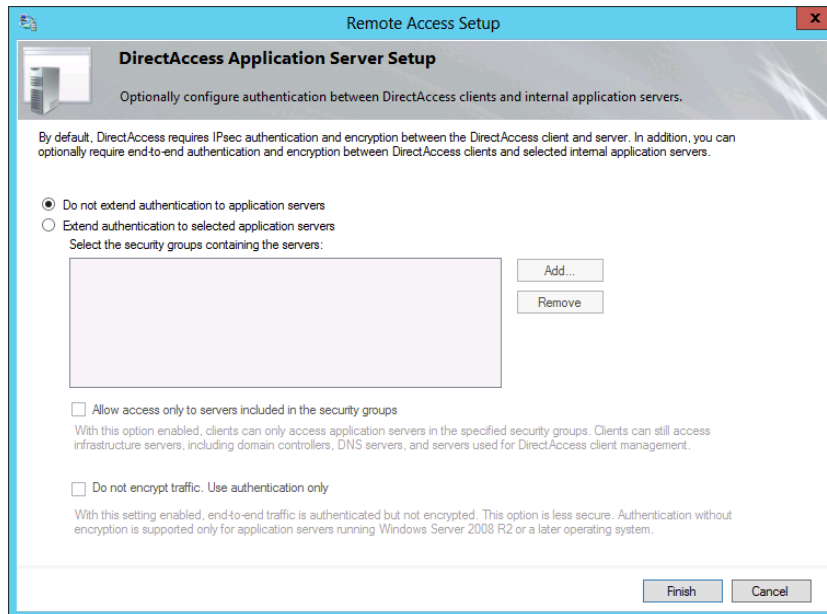 Remote Access Setup
x
DirectAccess Application Server Setup
Optionally configure authentication between DirectAccess clients and internal application servers.
By default, DirectAccess requires IPsec authentication and encryption between the DirectAccess client and server. In addition, you can
optionally require end-to-end authentication and encryption between DirectAccess clients and selected internal application servers.
Do not extend authentication to application servers
Extend authentication to selected application servers
Select the security groups containing the servers:
Add...
Remove
Allow access only to servers included in the security groups
With this option enabled, clients can only access application servers in the specified security groups. Clients can still access
infrastructure servers, including domain controllers, DNS servers, and servers used for DirectAccess client management.
Do not encrypt traffic. Use authentication only
With this setting enabled, end-to-end traffic is authenticated but not encrypted. This option is less secure. Authentication without
encryption is supported only for application servers running Windows Server 2008 R2 or a later operating system.
Finish
Cancel